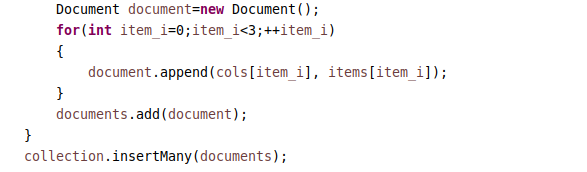 Document document=new Document();
for(int item_i=0;item_i<3;++item_i)
{
document.append(cols[item_i], items[item_i]);
}
documents.add(document);
}
collection.insertMany(documents);